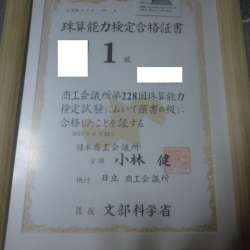 珠算能力検定合格証書
1級
商工会議所第228回珠算能力
検定試験において頭書の級に
合格したことを証する
日本商工会議所
会頭 小林 健
施行 日立 商工会議所
後援 文部科学省